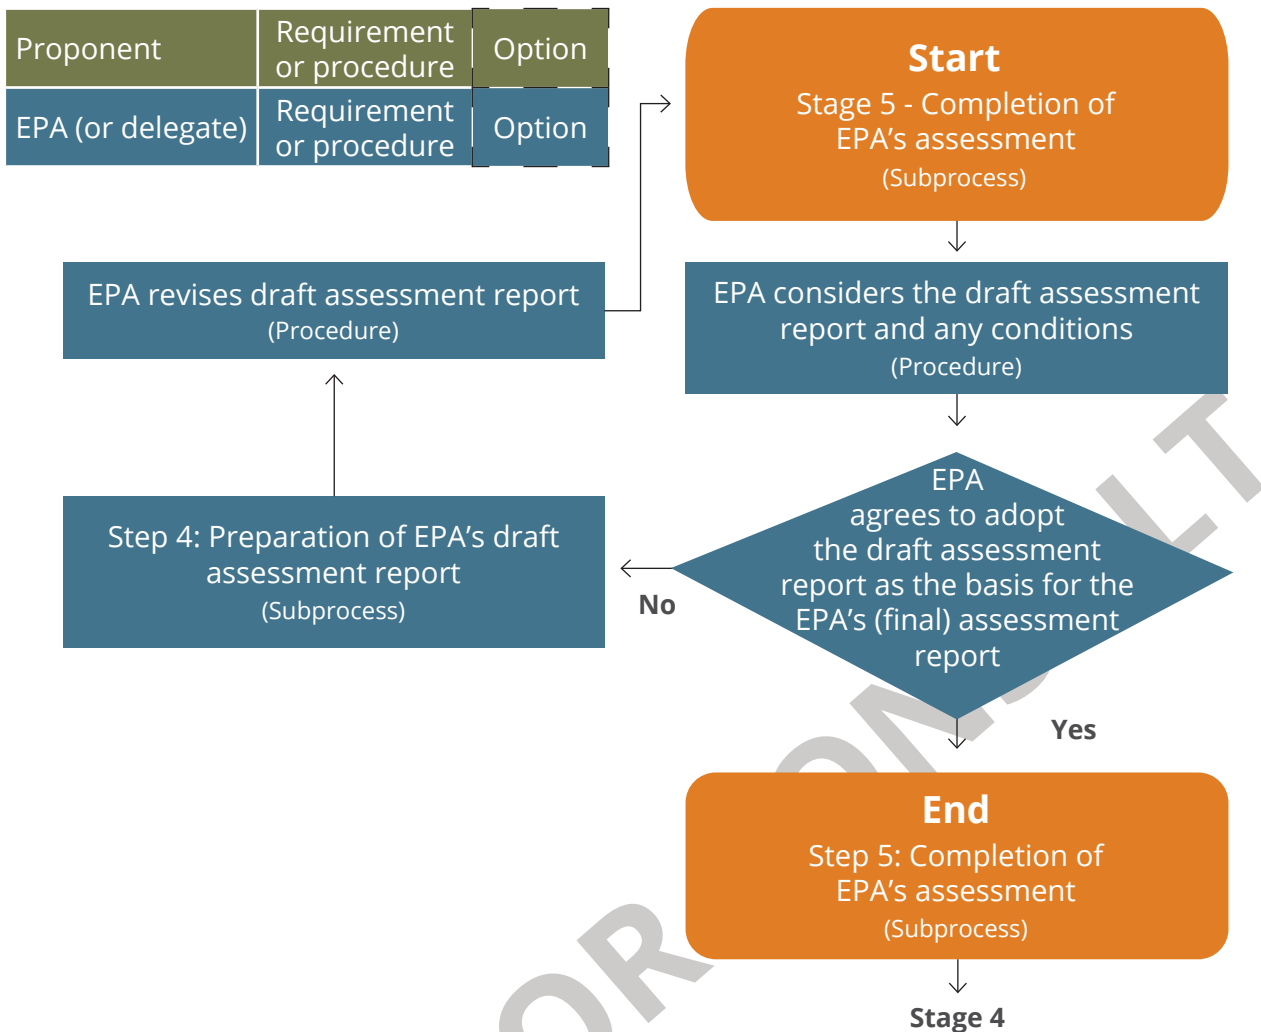 Proponent
Requirement
or procedure
Option
EPA (or delegate)
Requirement
or procedure
Option
Start
Stage 5 - Completion of
EPA’s assessment
(Subprocess)
EPA revises draft assessment report
(Procedure)
EPA considers the draft assessment
report and any conditions
(Procedure)
Step 4: Preparation of EPA’s draft
assessment report
(Subprocess)
No
EPA
agrees to adopt
the draft assessment
report as the basis for the
EPA’s (final) assessment
report
Yes
End
Step 5: Completion of
EPA’s assessment
(Subprocess)
Stage 4